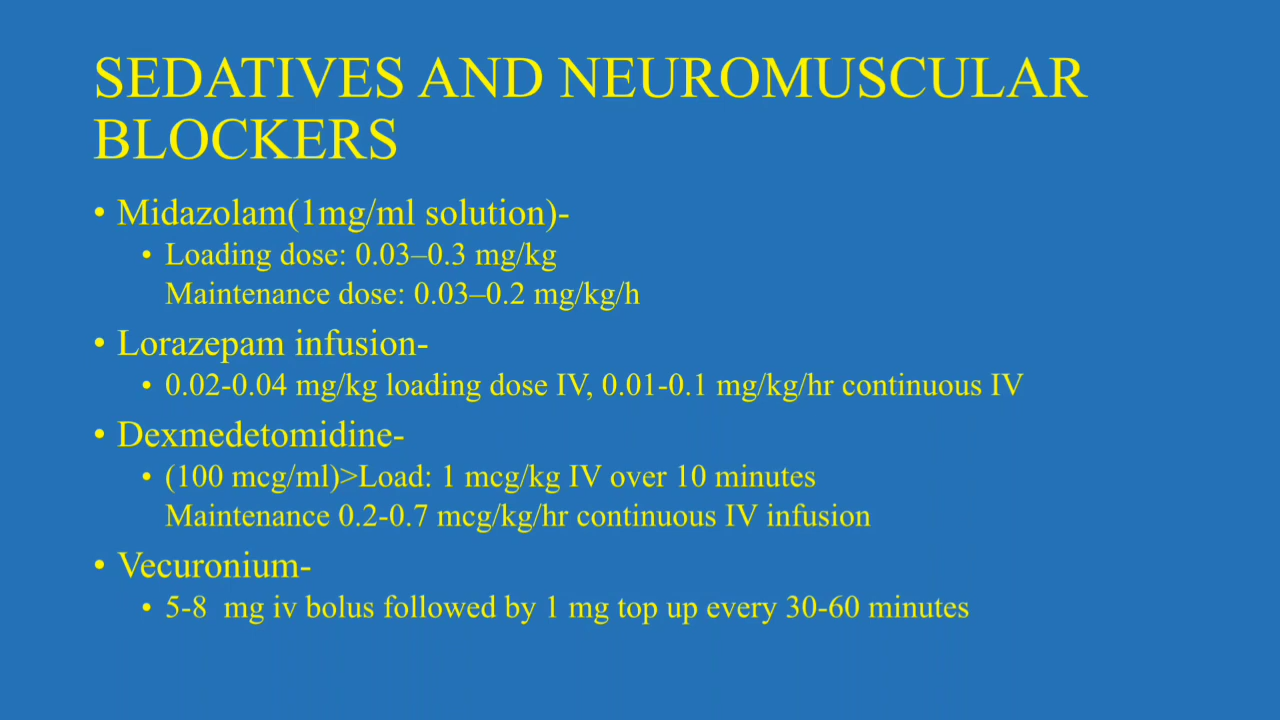 SEDATIVES AND NEUROMUSCULAR
BLOCKERS
• Midazolam(1mg/ml solution)-
• Loading dose: 0.03–0.3 mg/kg
Maintenance dose: 0.03–0.2 mg/kg/h
• Lorazepam infusion-
• 0.02-0.04 mg/kg loading dose IV, 0.01-0.1 mg/kg/hr continuous IV
• Dexmedetomidine-
• (100 mcg/ml)>Load: 1 mcg/kg IV over 10 minutes
Maintenance 0.2-0.7 mcg/kg/hr continuous IV infusion
• Vecuronium-
• 5-8  mg iv bolus followed by 1 mg top up every 30-60 minutes